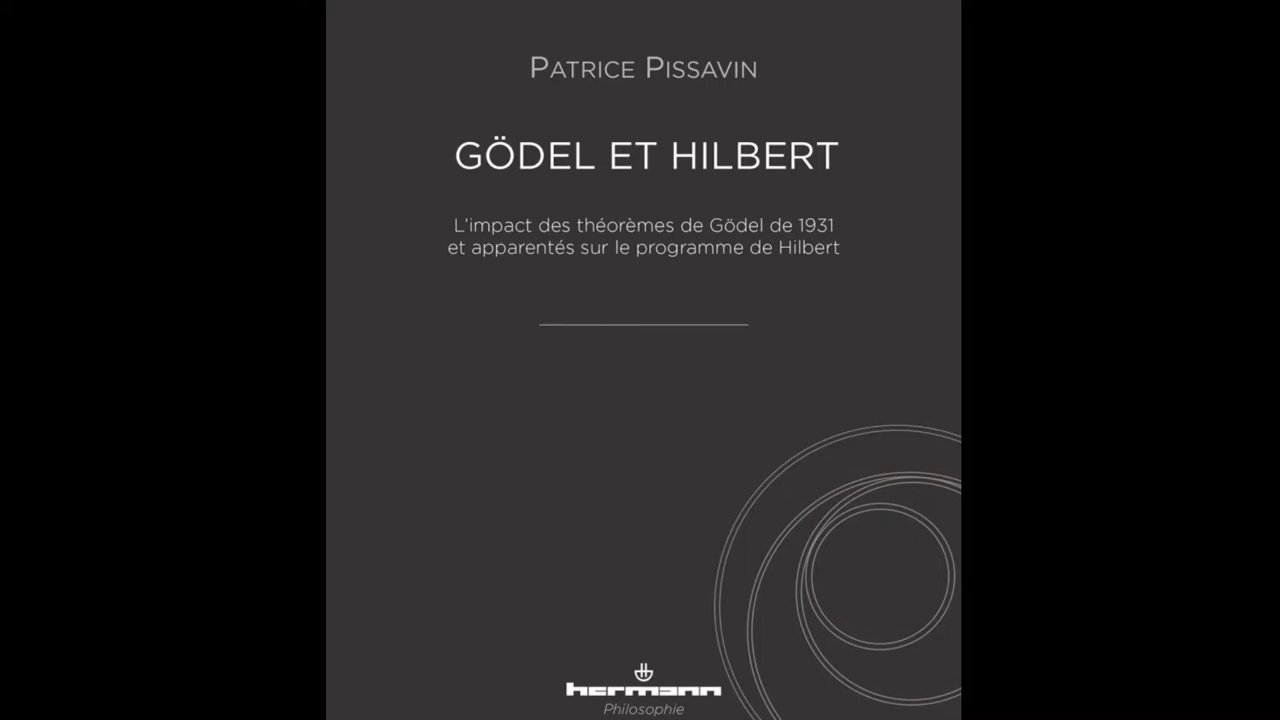 PATRICE PISSAVIN
GÖDEL ET HILBERT
L'impact des théorèmes de Gödel de 1931
et apparentés sur le programme de Hilbert
hermann
Philosophie